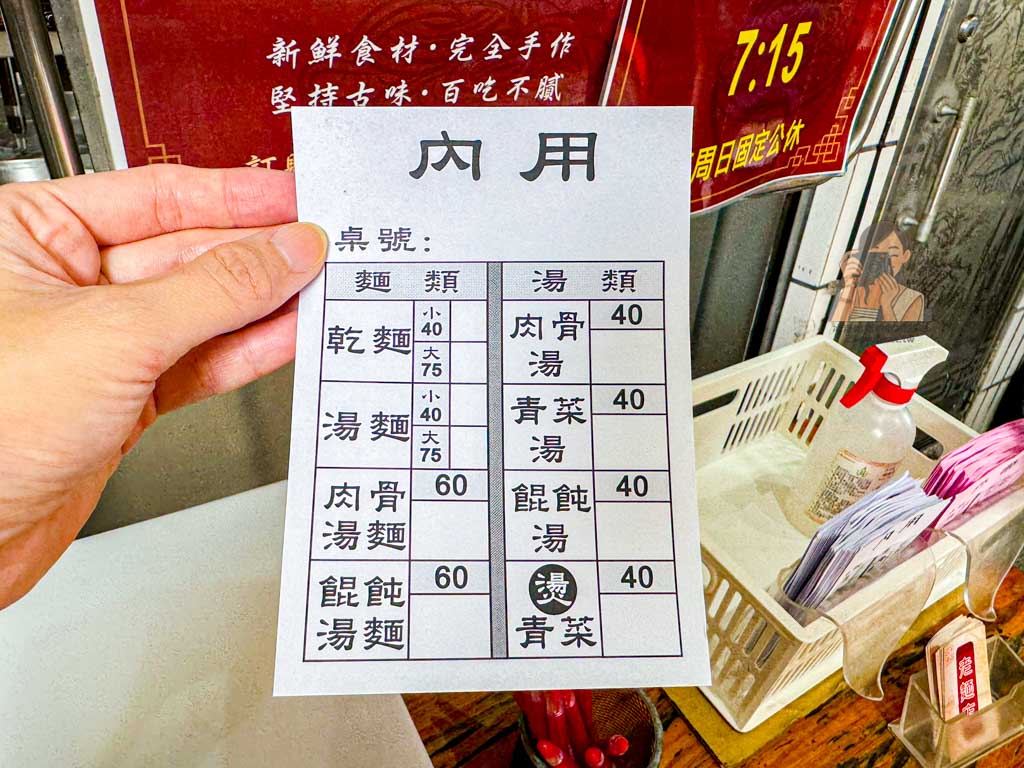 新鮮食材·完全手作
堅持古味·百吃不膩
7:15
周日固定公休
內用
桌號:
麵類
湯類
乾麵
小
40
大
75
湯麵
小
40
大
75
肉骨
湯麵
60
餛飩
湯麵
60
肉骨
湯
40
青菜
湯
40
餛飩
湯
40
燙
青菜
40
老麵店